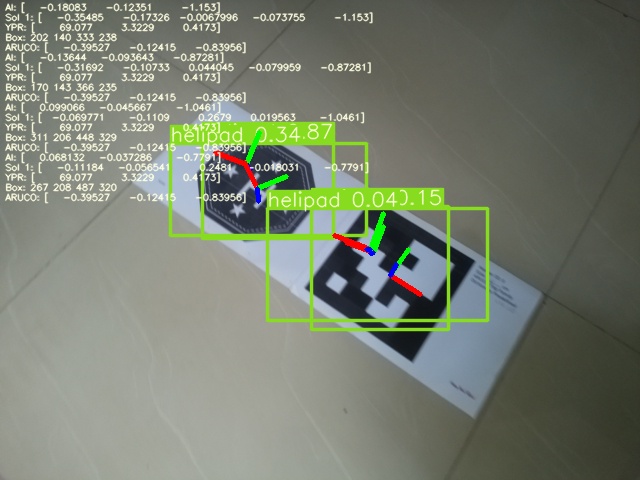 AI: [ -0.18083 -0.12351 -1.153]
Sol 1: [ -0.35485 -0.17326 -0.0067996 -0.073755 -1.153]
YPR: [ 69.077 3.3229 0.4173]
Box: 202 140 333 238
ARUCO: [ -0.39527 -0.12415 -0.83956]
AI: [ -0.13644 -0.093643 -0.87281]
Sol 1: [ -0.31692 -0.10733 0.044045 -0.079959 -0.87281]
YPR: [ 69.077 3.3229 0.4173]
Box: 170 143 366 235
ARUCO: [ -0.39527 -0.12415 -0.83956]
AI: [ 0.099066 -0.045667 -1.0461]
Sol 1: [ -0.069771 -0.1109 0.2679 0.019563 -1.0461]
YPR: [ 69.077 3.3229 0.4173]
Box: 311 206 448 329
helipad 0.34.87
ARUCO: [ -0.39527 -0.12415 -0.83956]
AI: [ 0.068132 -0.037286 -0.7791]
Sol 1: [ -0.11184 -0.056541 0.2481 -0.018031 -0.7791]
YPR: [ 69.077 3.3229 0.4173]
Box: 267 208 487 320
ARUCO: [ -0.39527 -0.12415 -0.83956]
helipad 0.040.15